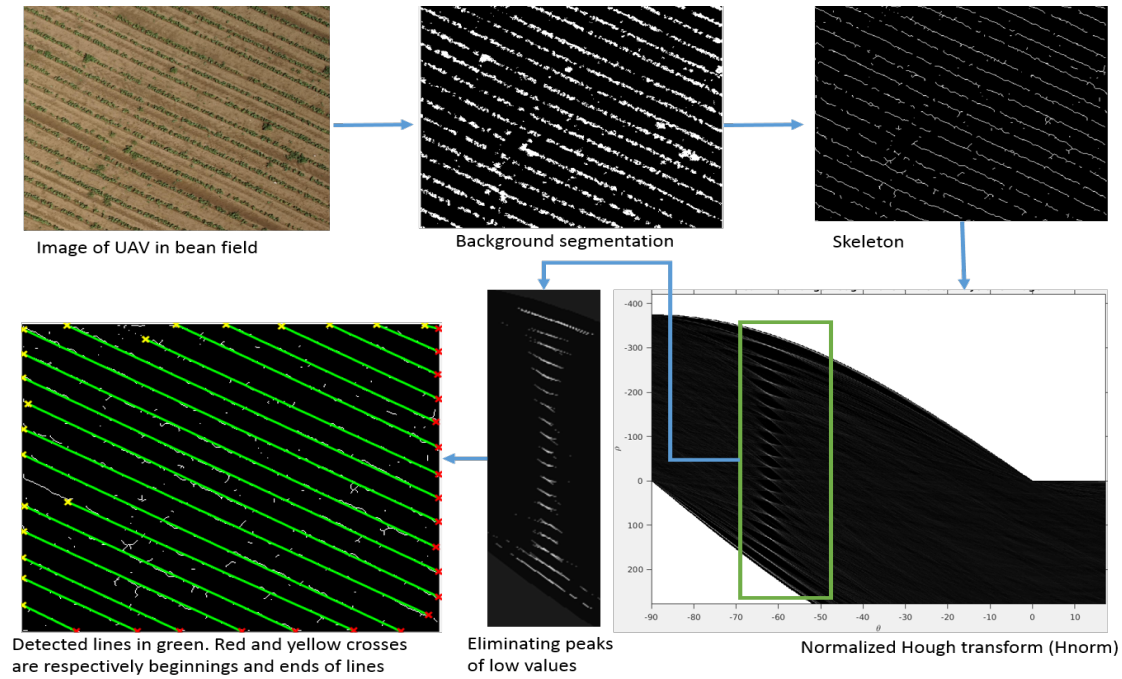 Image of UAV in bean field
Background segmentation
Skeleton
-400
-300
-200
-100
0
100
200
ρ
-90
-80
-70
-60
-50
-40
-30
-20
-10
0
10
θ
Detected lines in green. Red and yellow crosses
are respectively beginnings and ends of lines
Eliminating peaks
of low values
Normalized Hough transform (Hnorm)